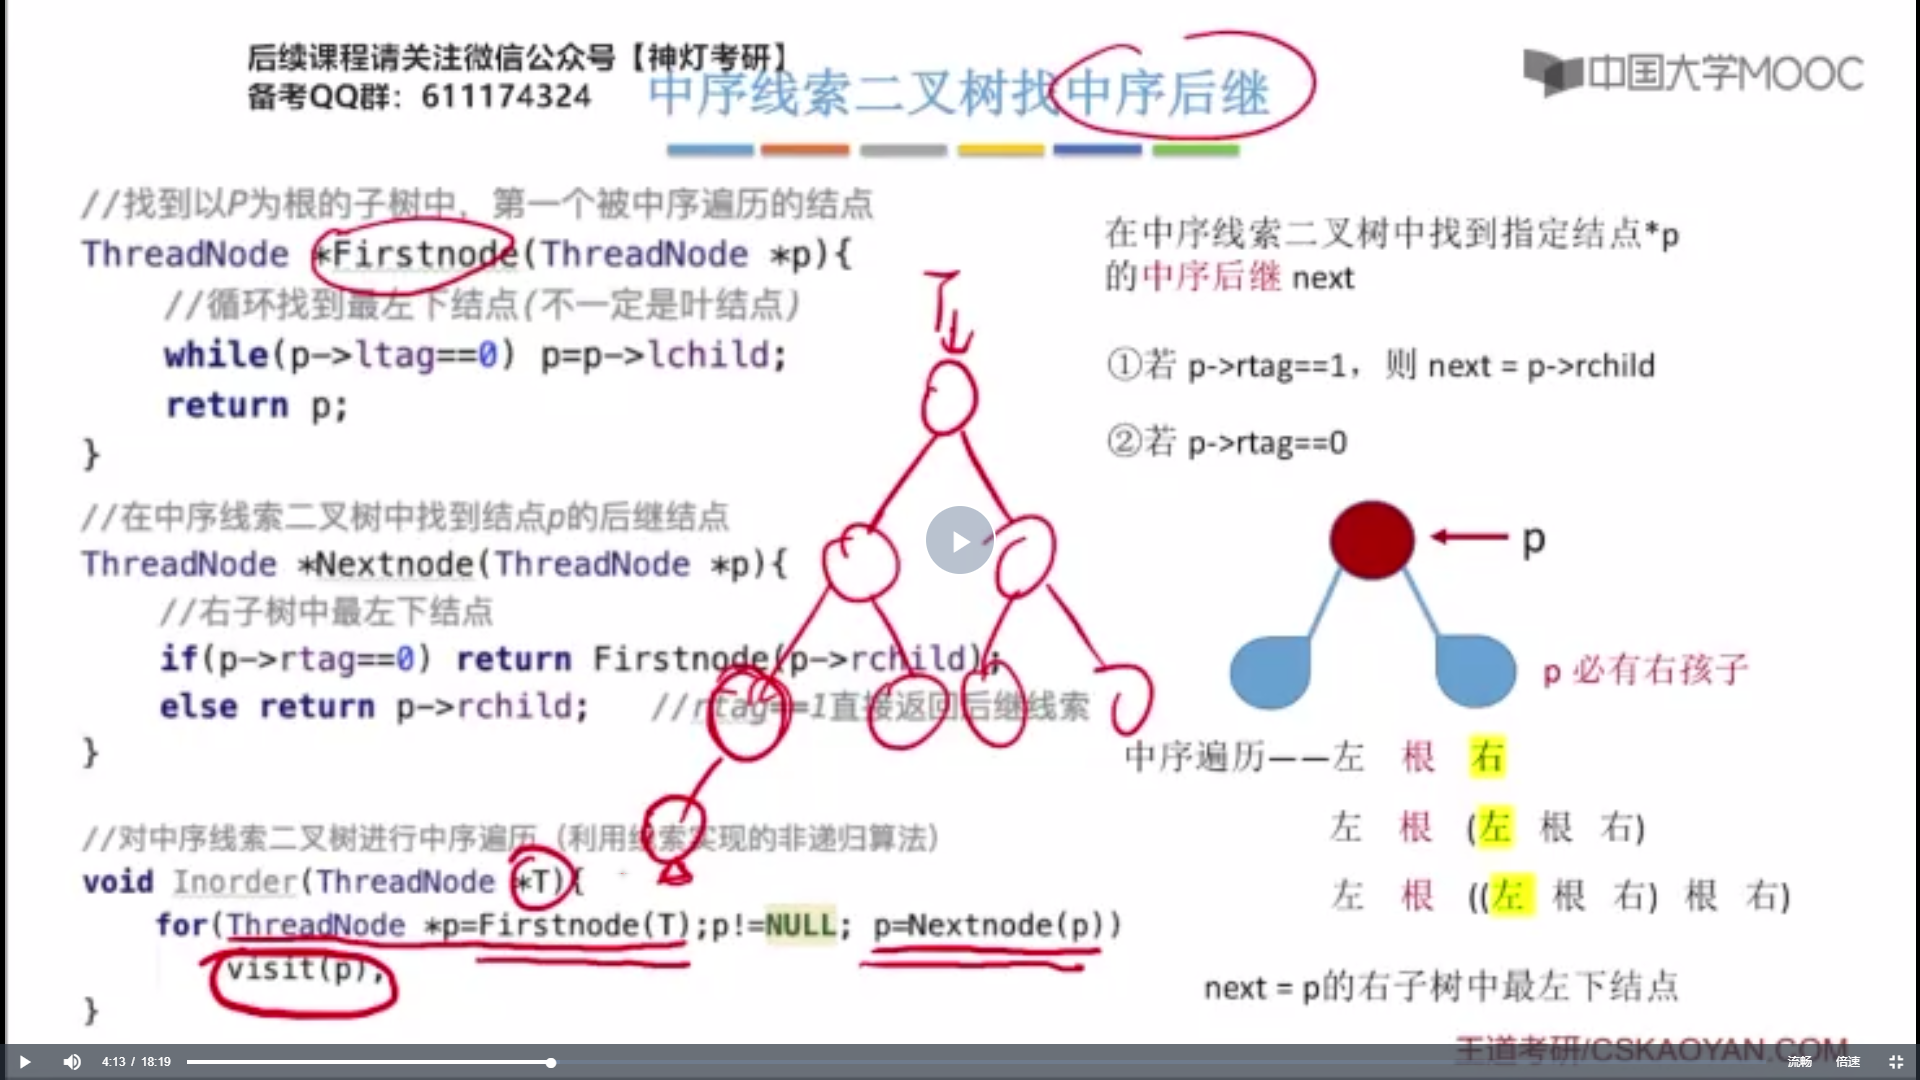 后续课程请关注微信公众号【神灯考研】
备考QQ群：611174324
中序线索二叉树找中序后继
中国大学MOOC
//找到以P为根的子树中，第一个被中序遍历的结点
ThreadNode *Firstnode(ThreadNode *p){
//循环找到最左下结点(不一定是叶结点)
while(p->ltag==0) p=p->lchild;
return p;
}
//在中序线索二叉树中找到结点p的后继结点
ThreadNode *Nextnode(ThreadNode *p){
//右子树中最左下结点
if(p->rtag==0) return Firstnode(p->rchild);
else return p->rchild; //rtag==1直接返回后继线索
}
//对中序线索二叉树进行中序遍历（利用线索实现的非递归算法）
void Inorder(ThreadNode *T){
for(ThreadNode *p=Firstnode(T);p!=NULL; p=Nextnode(p))
visit(p);
}
T
在中序线索二叉树中找到指定结点*p
的中序后继 next
①若 p->rtag==1，则 next = p->rchild
②若 p->rtag==0
p
p 必有右孩子
中序遍历——左 根 右
左 根 (左 根 右)
左 根 ((左 根 右) 根 右)
next = p的右子树中最左下结点
王道考研/CSKAOYAN.COM
4:13 / 18:19
流畅 倍速